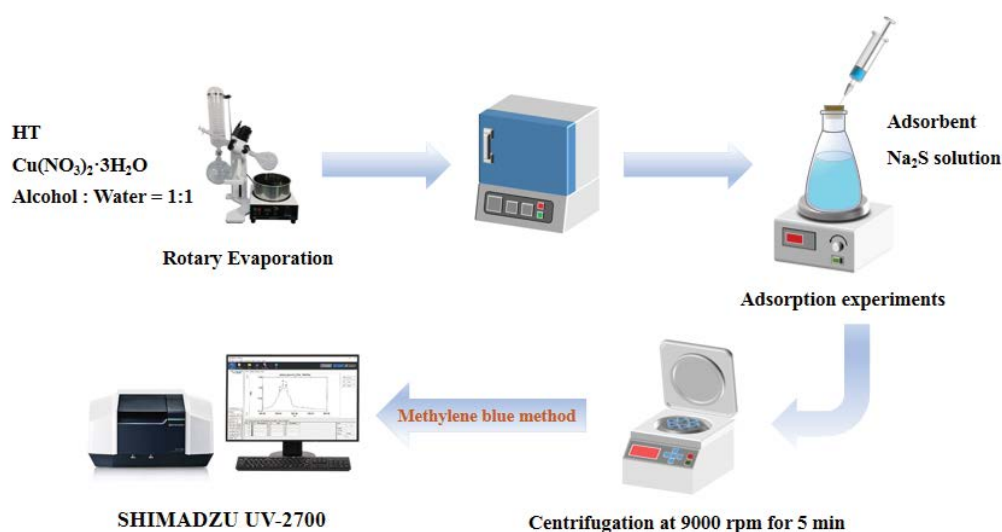 HT
Cu(NO₃)₂·3H₂O
Alcohol : Water = 1:1
Rotary Evaporation
Adsorbent
Na₂S solution
Adsorption experiments
Methylene blue method
SHIMADZU UV-2700
Centrifugation at 9000 rpm for 5 min